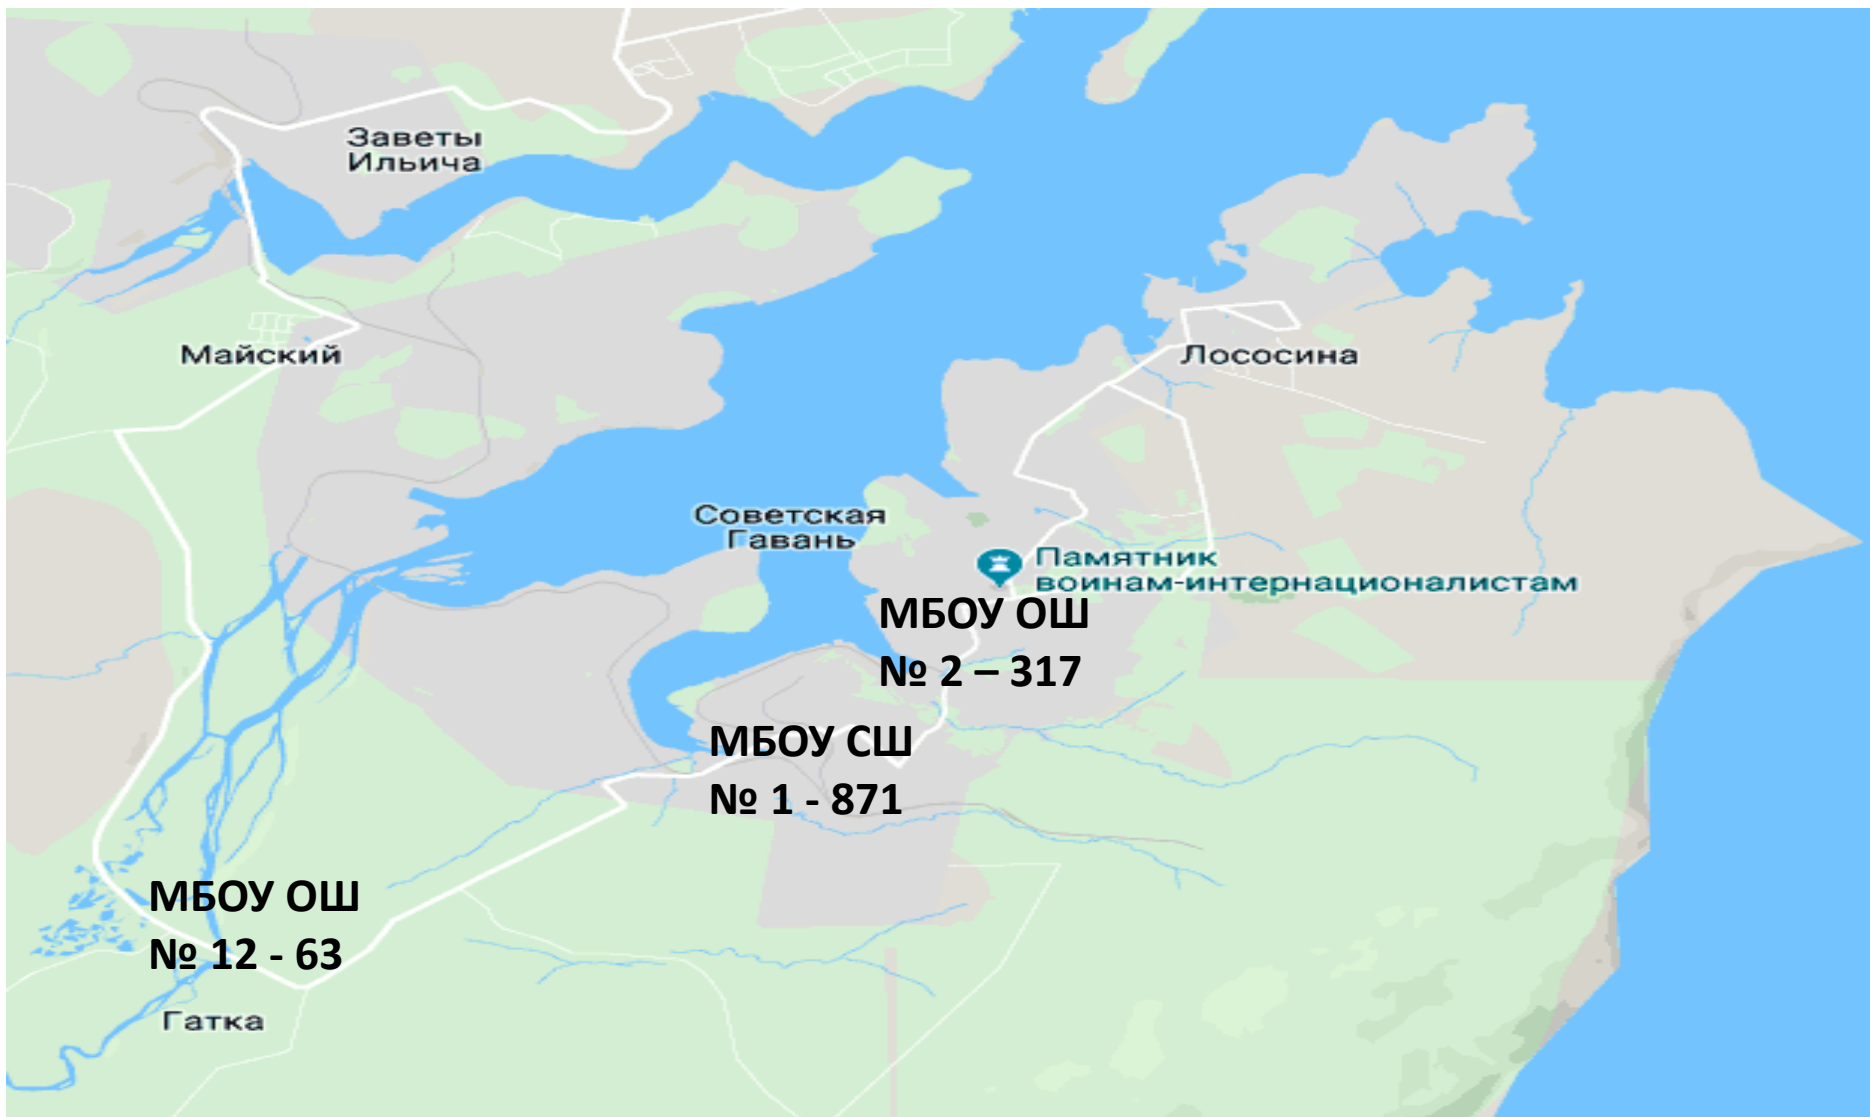 Заветы
Ильича
Майский
Лососина
Советская
Гавань
Памятник
воинам-интернационалистам
МБОУ ОШ
№ 2 – 317
МБОУ СШ
№ 1 - 871
МБОУ ОШ
№ 12 - 63
Гатка